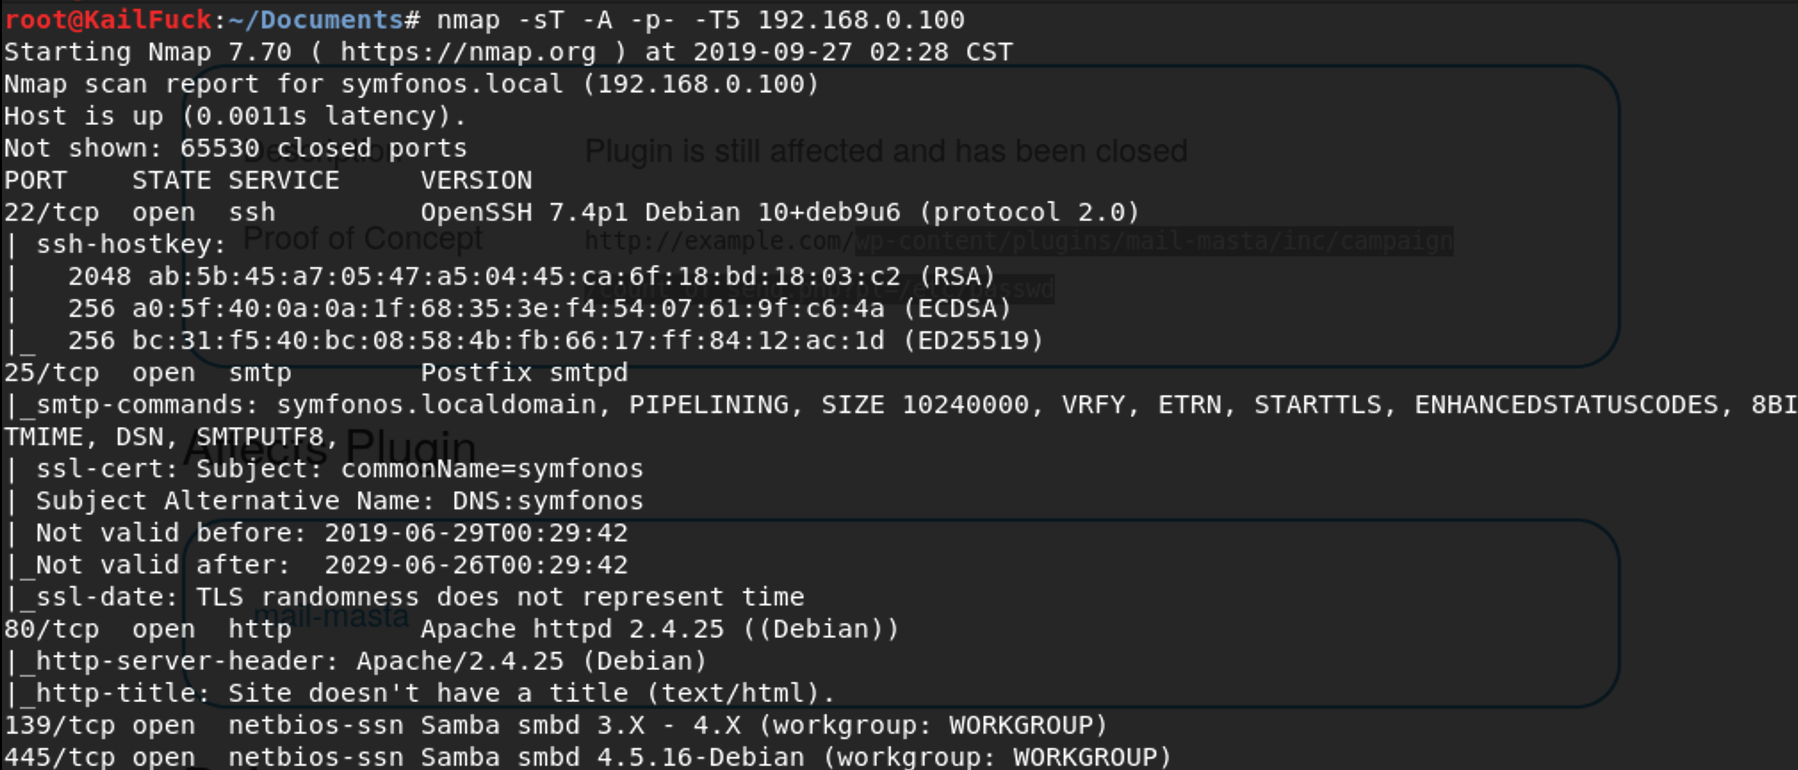 root@KailFuck:~/Documents# nmap -sT -A -p- -T5 192.168.0.100
Starting Nmap 7.70 ( https://nmap.org ) at 2019-09-27 02:28 CST
Nmap scan report for symfonos.local (192.168.0.100)
Host is up (0.0011s latency).
Not shown: 65530 closed ports
Description Plugin is still affected and has been closed
PORT    STATE SERVICE     VERSION
22/tcp  open  ssh         OpenSSH 7.4p1 Debian 10+deb9u6 (protocol 2.0)
| ssh-hostkey:
Proof of Concept http://example.com/wp-content/plugins/mail-masta/inc/campaign
|   2048 ab:5b:45:a7:05:47:a5:04:45:ca:6f:18:bd:18:03:c2 (RSA)
|   256 a0:5f:40:0a:0a:1f:68:35:3e:f4:54:07:61:9f:c6:4a (ECDSA)
|_  256 bc:31:f5:40:bc:08:58:4b:fb:66:17:ff:84:12:ac:1d (ED25519)
25/tcp  open  smtp        Postfix smtpd
|_smtp-commands: symfonos.localdomain, PIPELINING, SIZE 10240000, VRFY, ETRN, STARTTLS, ENHANCEDSTATUSCODES, 8BI
TMIME, DSN, SMTPUTF8,
Affects Plugin
| ssl-cert: Subject: commonName=symfonos
| Subject Alternative Name: DNS:symfonos
| Not valid before: 2019-06-29T00:29:42
|_Not valid after:  2029-06-26T00:29:42
|_ssl-date: TLS randomness does not represent time
mail-masta
80/tcp  open  http        Apache httpd 2.4.25 ((Debian))
|_http-server-header: Apache/2.4.25 (Debian)
|_http-title: Site doesn't have a title (text/html).
139/tcp open  netbios-ssn Samba smbd 3.X - 4.X (workgroup: WORKGROUP)
445/tcp open  netbios-ssn Samba smbd 4.5.16-Debian (workgroup: WORKGROUP)